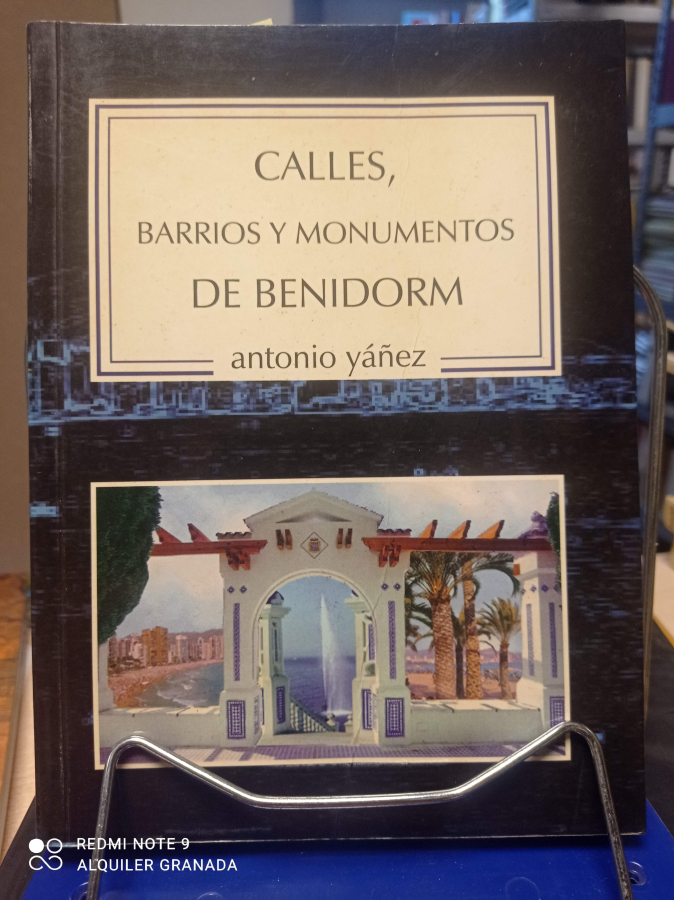 CALLES,
BARRIOS Y MONUMENTOS
DE BENIDORM
antonio yáñez
REDMI NOTE 9
ALQUILER GRANADA